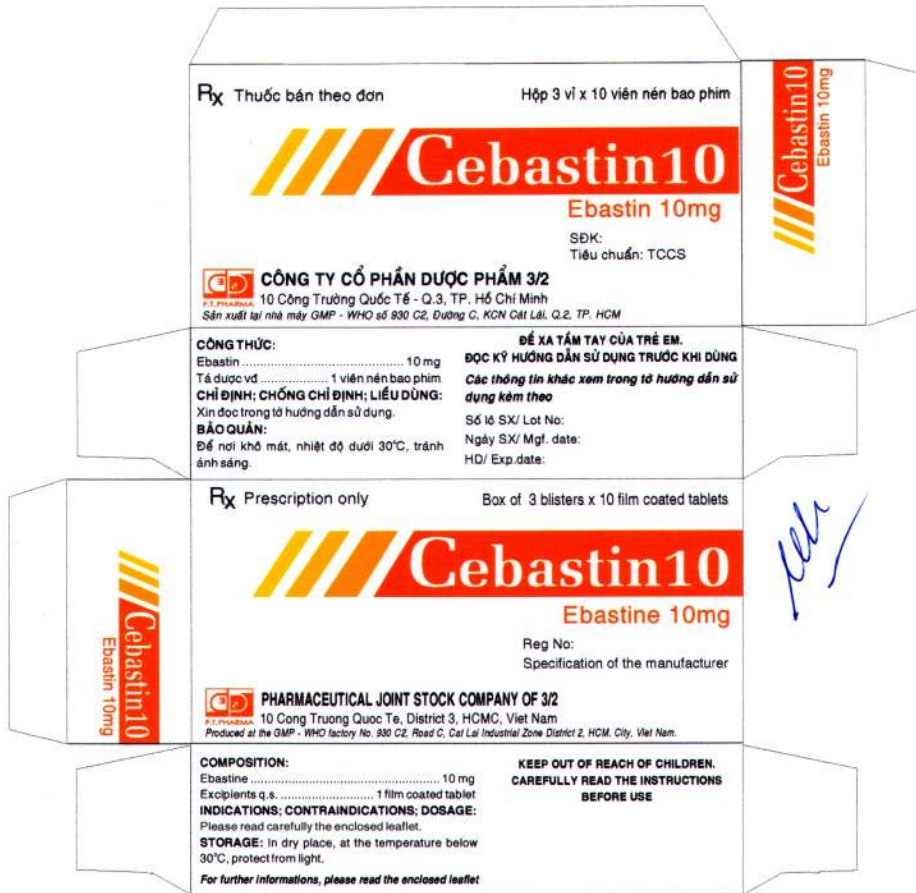 Rx Thuốc bán theo đơn
Hộp 3 vỉ x 10 viên nén bao phim
Cebastin10
Ebastin 10mg
SĐK:
Tiêu chuẩn: TCCS
P.T.PHARMA
CÔNG TY CỔ PHẦN DƯỢC PHẨM 3/2
10 Công Trường Quốc Tế - Q.3, TP. Hồ Chí Minh
Sản xuất tại nhà máy GMP - WHO số 930 C2, Đường C, KCN Cát Lái, Q.2, TP. HCM
Cebastin10
Ebastin 10mg
CÔNG THỨC:
Ebastin ........................................ 10 mg
Tá dược vđ .................... 1 viên nén bao phim
CHỈ ĐỊNH; CHỐNG CHỈ ĐỊNH; LIỀU DÙNG:
Xin đọc trong tờ hướng dẫn sử dụng.
BẢO QUẢN:
Để nơi khô mát, nhiệt độ dưới 30°C, tránh
ánh sáng.
ĐỂ XA TẦM TAY CỦA TRẺ EM.
ĐỌC KỸ HƯỚNG DẪN SỬ DỤNG TRƯỚC KHI DÙNG
Các thông tin khác xem trong tờ hướng dẫn sử
dụng kèm theo
Số lô SX/ Lot No:
Ngày SX/ Mgf. date:
HD/ Exp.date:
Rx Prescription only
Box of 3 blisters x 10 film coated tablets
Cebastin10
Ebastine 10mg
Reg No:
Specification of the manufacturer
P.T.PHARMA
PHARMACEUTICAL JOINT STOCK COMPANY OF 3/2
10 Cong Truong Quoc Te, District 3, HCMC, Viet Nam
Produced at the GMP - WHO factory No. 930 C2, Road C, Cat Lai Industrial Zone District 2, HCM. City, Viet Nam.
Cebastin10
Ebastin 10mg
COMPOSITION:
Ebastine ........................................ 10 mg
Excipients q.s. ........................... 1 film coated tablet
INDICATIONS; CONTRAINDICATIONS; DOSAGE:
Please read carefully the enclosed leaflet.
STORAGE: In dry place, at the temperature below
30°C, protect from light.
For further informations, please read the enclosed leaflet
KEEP OUT OF REACH OF CHILDREN.
CAREFULLY READ THE INSTRUCTIONS
BEFORE USE